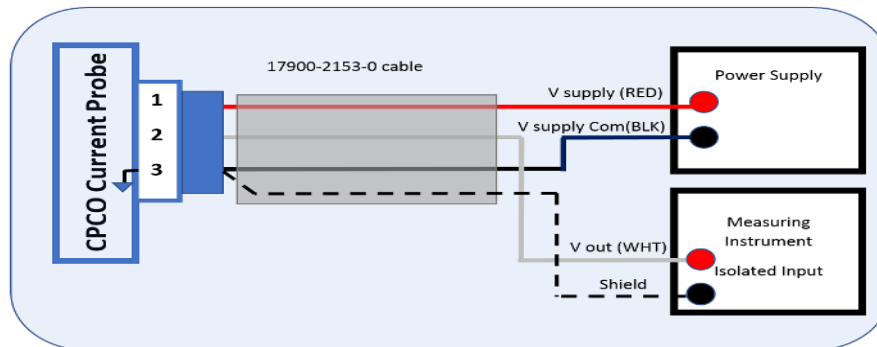 CPCO Current Probe
1
2
3
17900-2153-0 cable
V supply (RED)
V supply Com(BLK)
Power Supply
V out (WHT)
Shield
Measuring
Instrument
Isolated Input